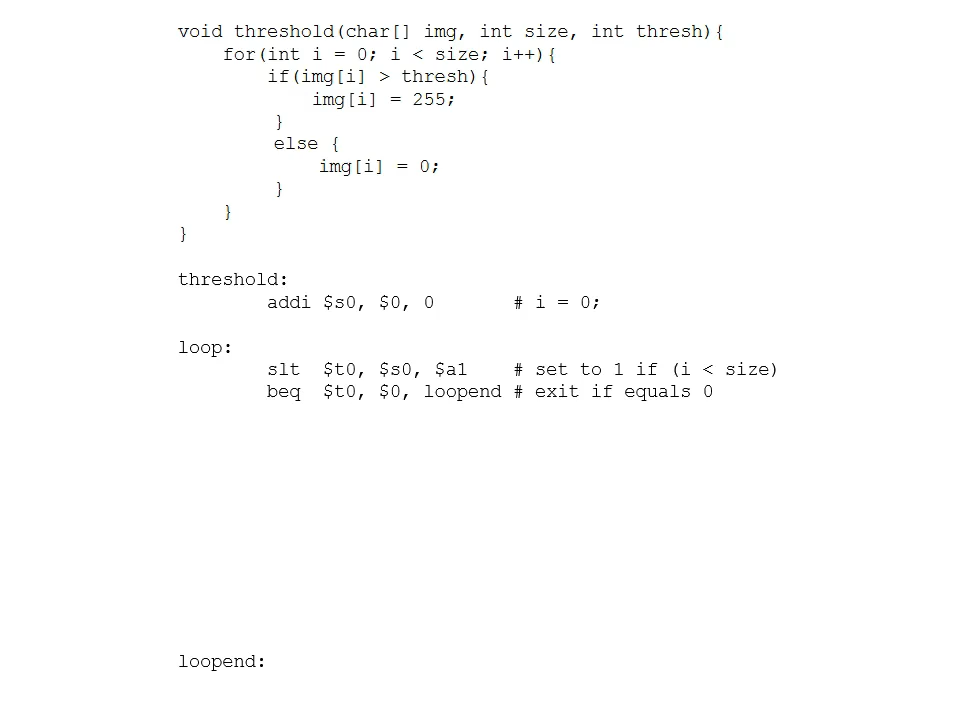 void threshold(char[] img, int size, int thresh){
    for(int i = 0; i < size; i++){
        if(img[i] > thresh){
            img[i] = 255;
        }
        else {
            img[i] = 0;
        }
    }
}
threshold:
        addi $s0, $0, 0       # i = 0;
loop:
        slt  $t0, $s0, $a1    # set to 1 if (i < size)
        beq  $t0, $0, loopend # exit if equals 0
loopend: